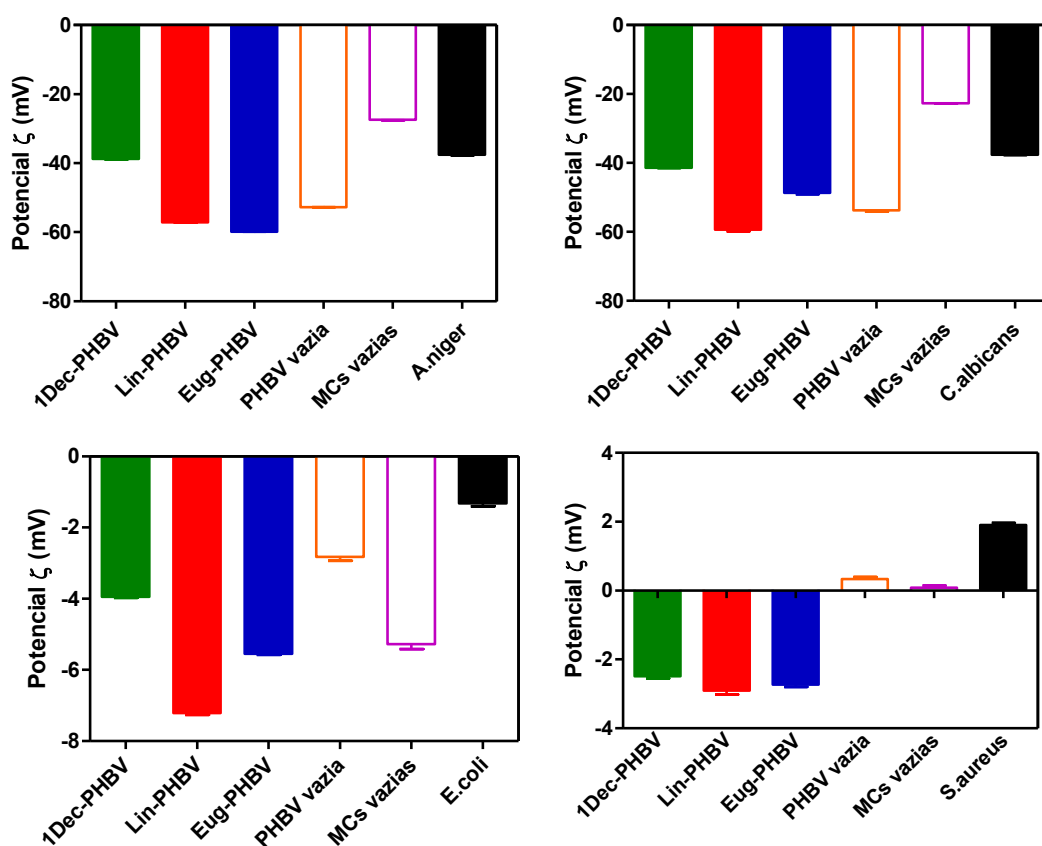 Potencial ζ (mV)
0
-20
-40
-60
-80
1Dec-PHBV
Lin-PHBV
Eug-PHBV
PHBV vazia
MCs vazias
A.niger
Potencial ζ (mV)
0
-20
-40
-60
-80
1Dec-PHBV
Lin-PHBV
Eug-PHBV
PHBV vazia
MCs vazias
C.albicans
Potencial ζ (mV)
0
-2
-4
-6
-8
1Dec-PHBV
Lin-PHBV
Eug-PHBV
PHBV vazia
MCs vazias
E.coli
Potencial ζ (mV)
4
2
0
-2
-4
1Dec-PHBV
Lin-PHBV
Eug-PHBV
PHBV vazia
MCs vazias
S.aureus